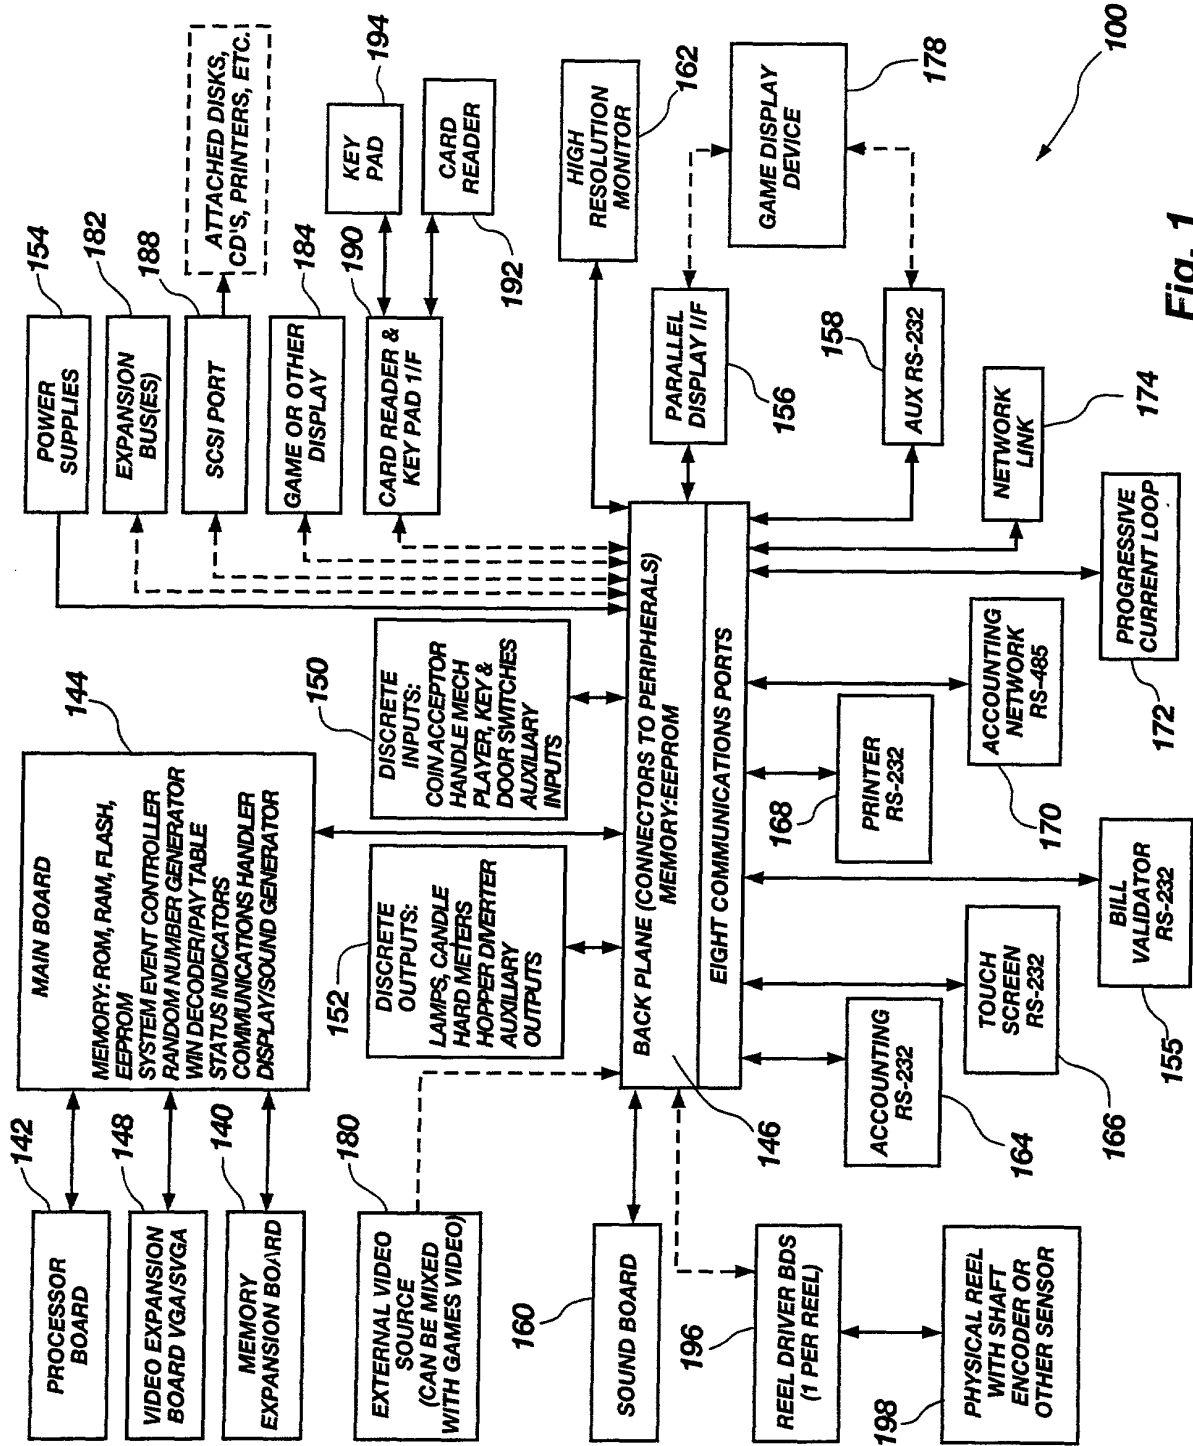 PROCESSOR
BOARD
142
VIDEO EXPANSION
BOARD VGA/SVGA
148
MEMORY
EXPANSION BOARD
140
MAIN BOARD
MEMORY: ROM, RAM, FLASH,
EEPROM
SYSTEM EVENT CONTROLLER
RANDOM NUMBER GENERATOR
WIN DECODER/PAY TABLE
STATUS INDICATORS
COMMUNICATIONS HANDLER
DISPLAY/SOUND GENERATOR
144
POWER
SUPPLIES
154
EXPANSION
BUS(ES)
182
SCSI PORT
188
ATTACHED DISKS,
CD'S, PRINTERS, ETC.
GAME OR OTHER
DISPLAY
184
CARD READER &
KEY PAD 1/F
190
KEY
PAD
194
CARD
READER
192
EXTERNAL VIDEO
SOURCE
(CAN BE MIXED
WITH GAMES VIDEO)
180
DISCRETE
OUTPUTS:
LAMPS, CANDLE
HARD METERS
HOPPER DIVERTER
AUXILIARY
OUTPUTS
152
DISCRETE
INPUTS:
COIN ACCEPTOR
HANDLE MECH
PLAYER, KEY &
DOOR SWITCHES
AUXILIARY
INPUTS
150
HIGH
RESOLUTION
MONITOR
162
SOUND BOARD
160
BACK PLANE (CONNECTORS TO PERIPHERALS)
MEMORY:EEPROM
EIGHT COMMUNICATIONS PORTS
146
PARALLEL
DISPLAY I/F
156
GAME DISPLAY
DEVICE
178
REEL DRIVER BDS
(1 PER REEL)
196
PHYSICAL REEL
WITH SHAFT
ENCODER OR
OTHER SENSOR
198
ACCOUNTING
RS-232
164
TOUCH
SCREEN
RS-232
166
BILL
VALIDATOR
RS-232
155
PRINTER
RS-232
168
ACCOUNTING
NETWORK
RS-485
170
PROGRESSIVE
CURRENT LOOP
172
NETWORK
LINK
174
AUX RS-232
158
100
Fig. 1